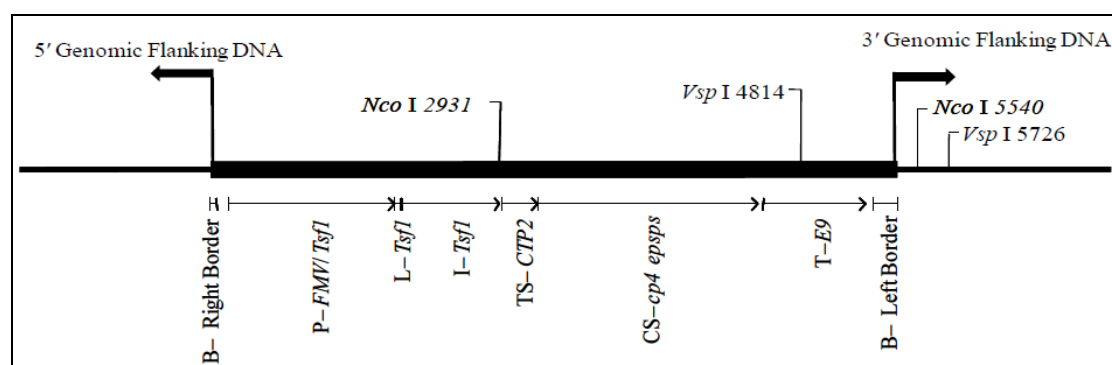 5′ Genomic Flanking DNA
3′ Genomic Flanking DNA
Nco I 2931
Vsp I 4814
Nco I 5540
Vsp I 5726
B– Right Border
P–FMV/Tsf1
L–Tsf1
I–Tsf1
TS–CTP2
CS–cp4 epsps
T–E9
B– Left Border